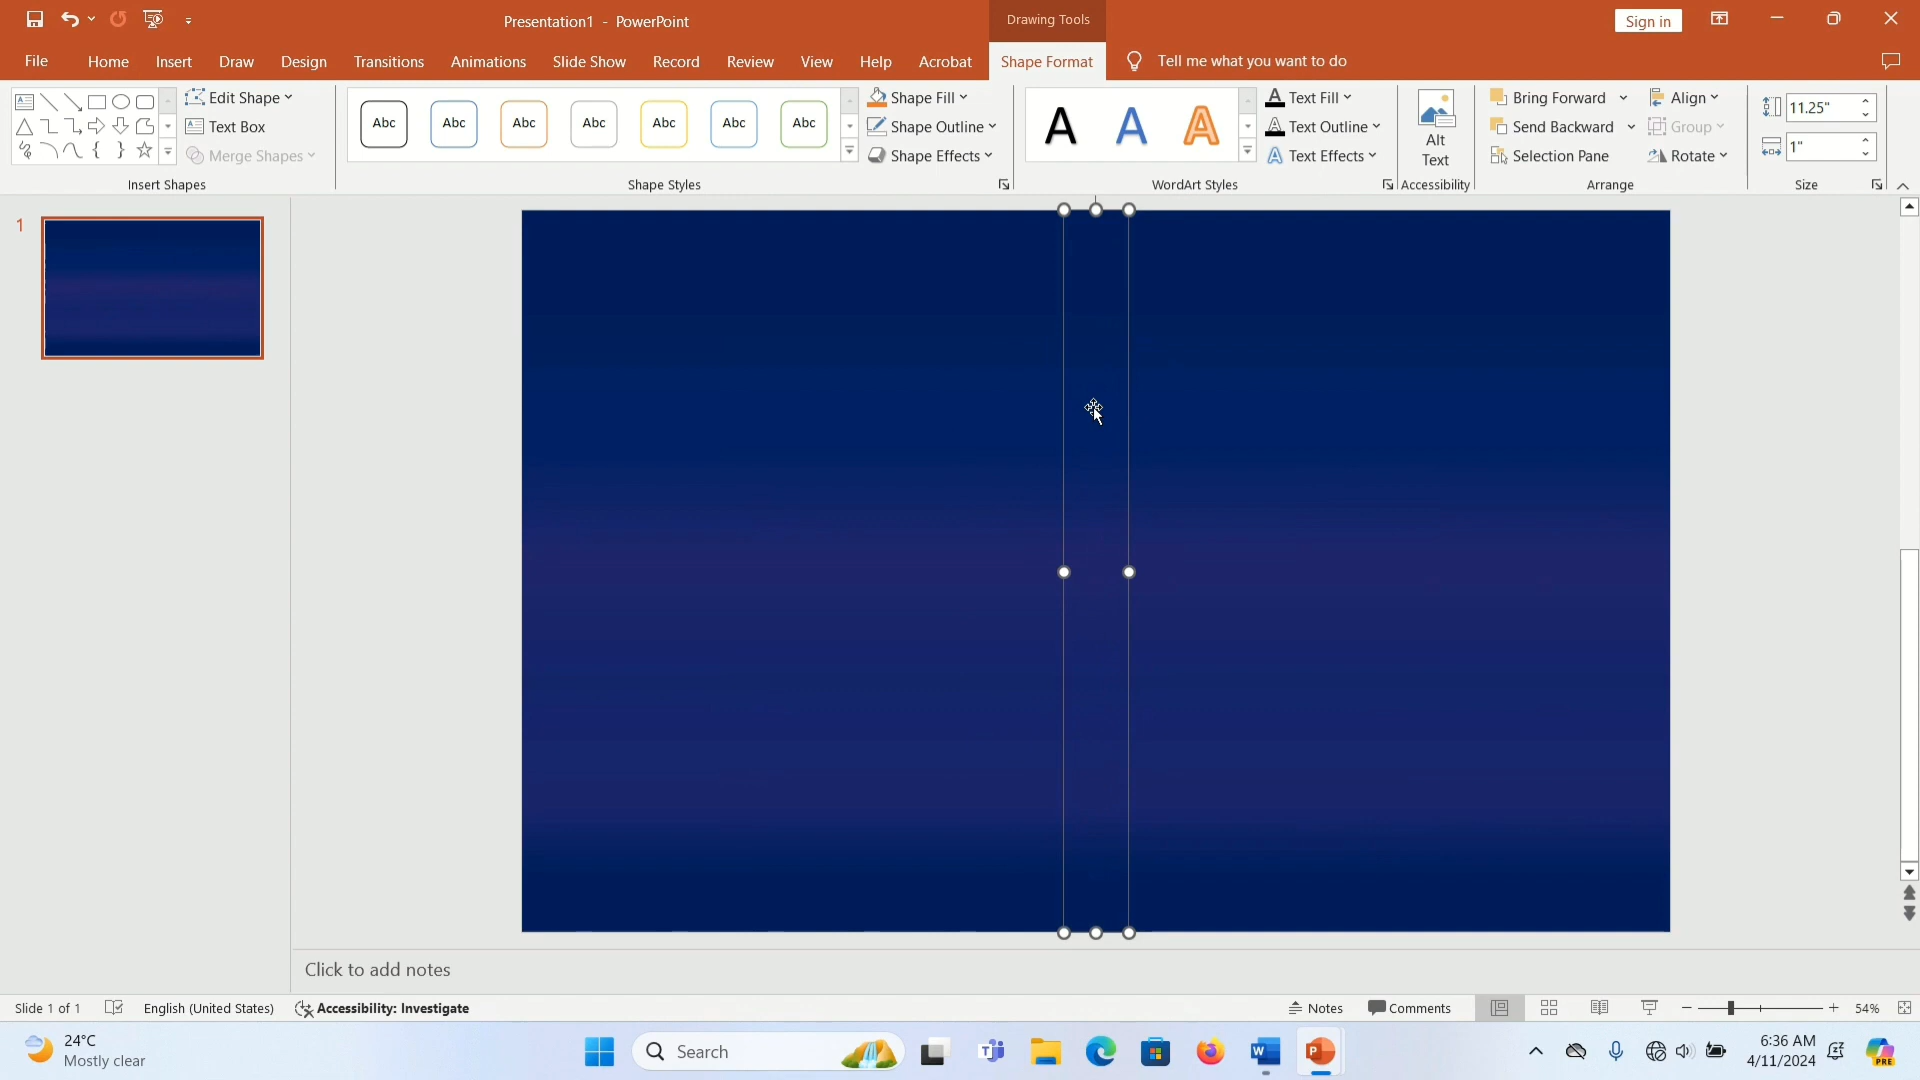 Presentation1 - PowerPoint
Drawing Tools
Sign in
File Home Insert Draw Design Transitions Animations Slide Show Record Review View Help Acrobat Shape Format Tell me what you want to do
Edit Shape
Text Box
Merge Shapes
Insert Shapes
Abc Abc Abc Abc Abc Abc Abc
Shape Styles
Shape Fill
Shape Outline
Shape Effects
A A A
WordArt Styles
Text Fill
Text Outline
Text Effects
Alt
Text
Accessibility
Bring Forward
Send Backward
Selection Pane
Align
Group
Rotate
Arrange
11.25"
1"
Size
1
Click to add notes
Slide 1 of 1 English (United States) Accessibility: Investigate Notes Comments 54%
24°C
Mostly clear
Search
6:36 AM
4/11/2024
PRE